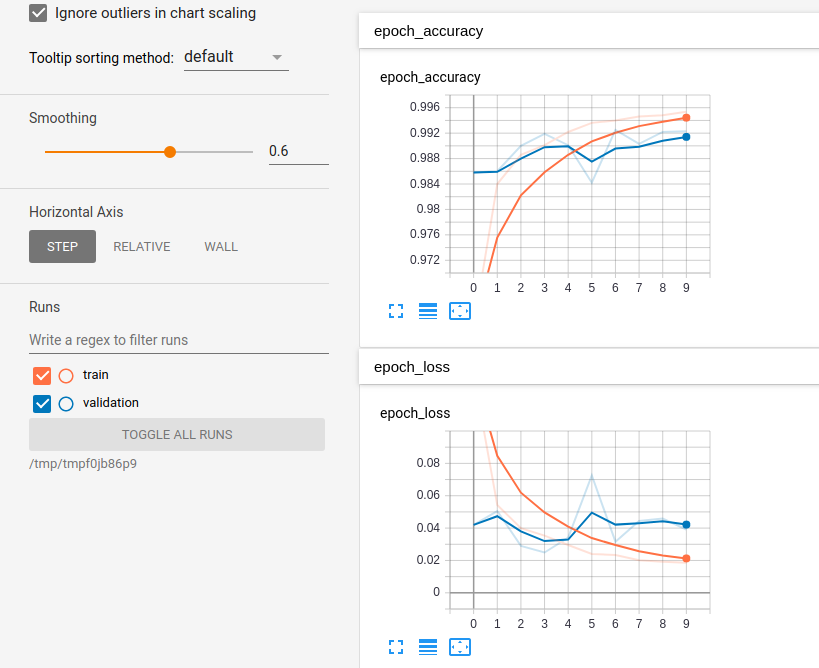 Ignore outliers in chart scaling
Tooltip sorting method: default
Smoothing
0.6
Horizontal Axis
STEP RELATIVE WALL
Runs
Write a regex to filter runs
train
validation
TOGGLE ALL RUNS
/tmp/tmpf0jb86p9
epoch_accuracy
epoch_accuracy
0.996
0.992
0.988
0.984
0.98
0.976
0.972
0 1 2 3 4 5 6 7 8 9
epoch_loss
epoch_loss
0.08
0.06
0.04
0.02
0
0 1 2 3 4 5 6 7 8 9